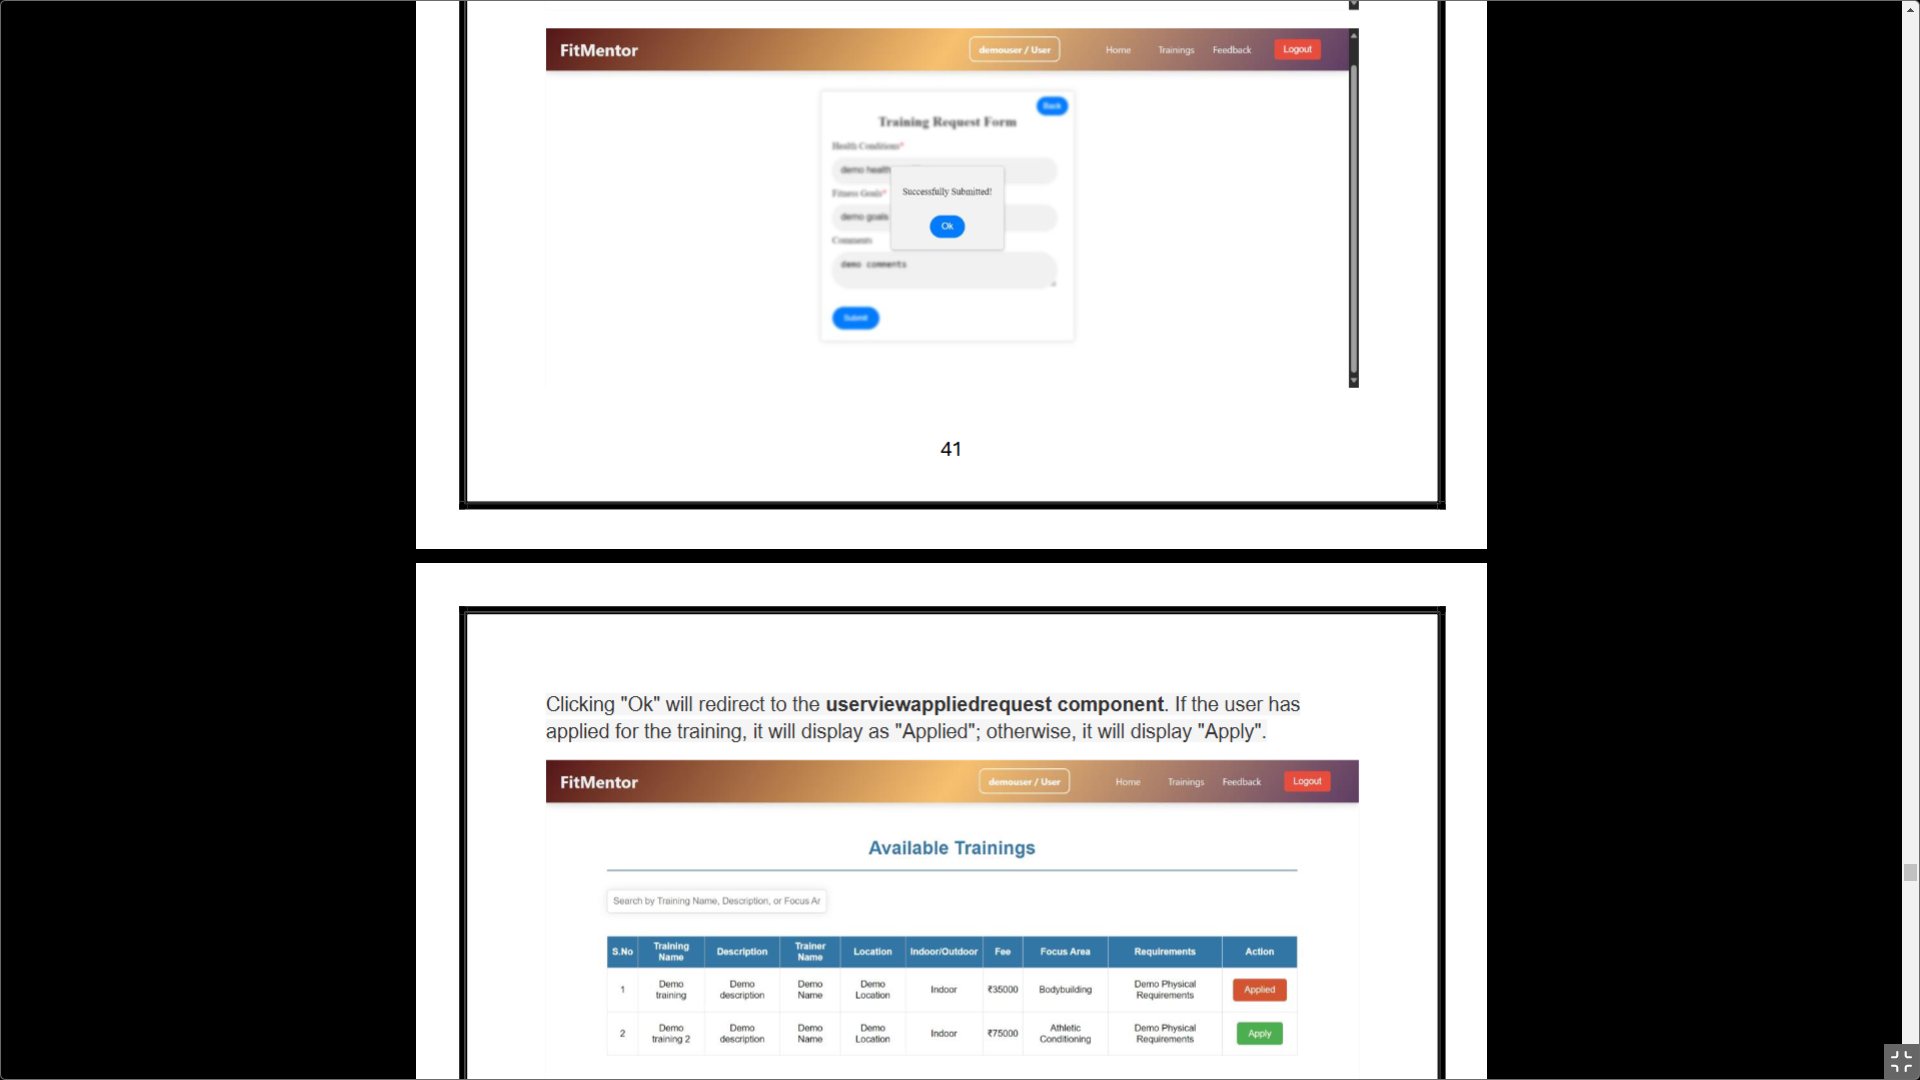 FitMentor
demouser / User
Home
Trainings
Feedback
Logout
Back
Training Request Form
Health Conditions*
demo health
Fitness Goals*
demo goals
Successfully Submitted!
Ok
Comments
demo comments
Submit
41
Clicking "Ok" will redirect to the userviewappliedrequest component. If the user has
applied for the training, it will display as "Applied"; otherwise, it will display "Apply".
FitMentor
demouser / User
Home
Trainings
Feedback
Logout
Available Trainings
Search by Training Name, Description, or Focus Ar
S.No Training Name Description Trainer Name Location Indoor/Outdoor Fee Focus Area Requirements Action
1 Demo training Demo description Demo Name Demo Location Indoor ₹35000 Bodybuilding Demo Physical Requirements Applied
2 Demo training 2 Demo description Demo Name Demo Location Indoor ₹75000 Athletic Conditioning Demo Physical Requirements Apply